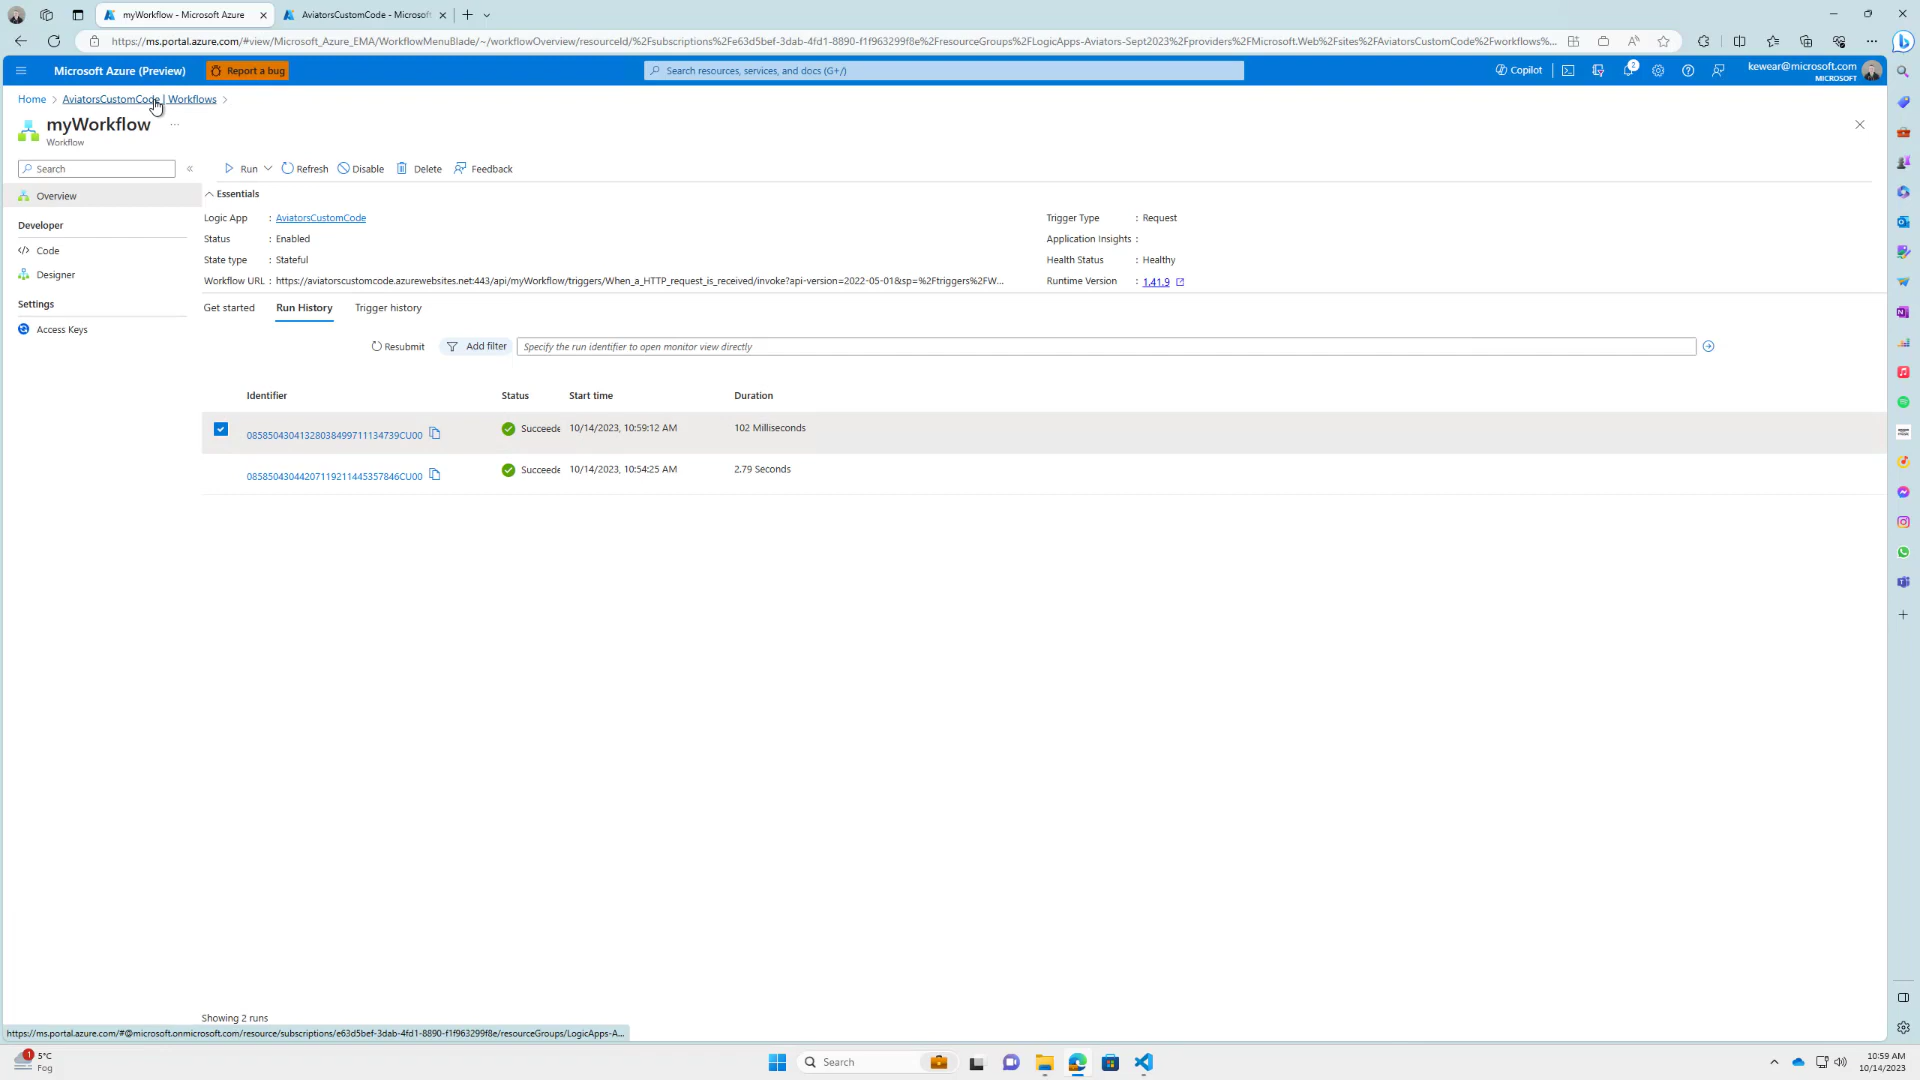 myWorkflow - Microsoft Azure
AviatorsCustomCode - Microsoft
https://ms.portal.azure.com/#view/Microsoft_Azure_EMA/WorkflowMenuBlade/~/workflowOverview/resourceId/%2Fsubscriptions%2Fe63d5bef-3dab-4fd1-8890-f1f963299f8e%2FresourceGroups%2FLogicApps-Aviators-Sept2023%2Fproviders%2FMicrosoft.Web%2Fsites%2FAviatorsCustomCode%2Fworkflows%...
Microsoft Azure (Preview)
Report a bug
Search resources, services, and docs (G+/)
Copilot
2
kewear@microsoft.com
MICROSOFT
Home > AviatorsCustomCode | Workflows >
myWorkflow ...
Workflow
Search
Run
Refresh
Disable
Delete
Feedback
Overview
Developer
Code
Designer
Settings
Access Keys
Essentials
Logic App : AviatorsCustomCode
Status : Enabled
State type : Stateful
Workflow URL : https://aviatorscustomcode.azurewebsites.net:443/api/myWorkflow/triggers/When_a_HTTP_request_is_received/invoke?api-version=2022-05-01&sp=%2Ftriggers%2FW...
Trigger Type : Request
Application Insights :
Health Status : Healthy
Runtime Version : 1.41.9
Get started
Run History
Trigger history
Resubmit
Add filter
Specify the run identifier to open monitor view directly
Identifier Status Start time Duration
08585043041328038499711134739CU00 Succeede 10/14/2023, 10:59:12 AM 102 Milliseconds
08585043044207119211445357846CU00 Succeede 10/14/2023, 10:54:25 AM 2.79 Seconds
Showing 2 runs
https://ms.portal.azure.com/#@microsoft.onmicrosoft.com/resource/subscriptions/e63d5bef-3dab-4fd1-8890-f1f963299f8e/resourceGroups/LogicApps-A...
1
5°C
Fog
Search
10:59 AM
10/14/2023